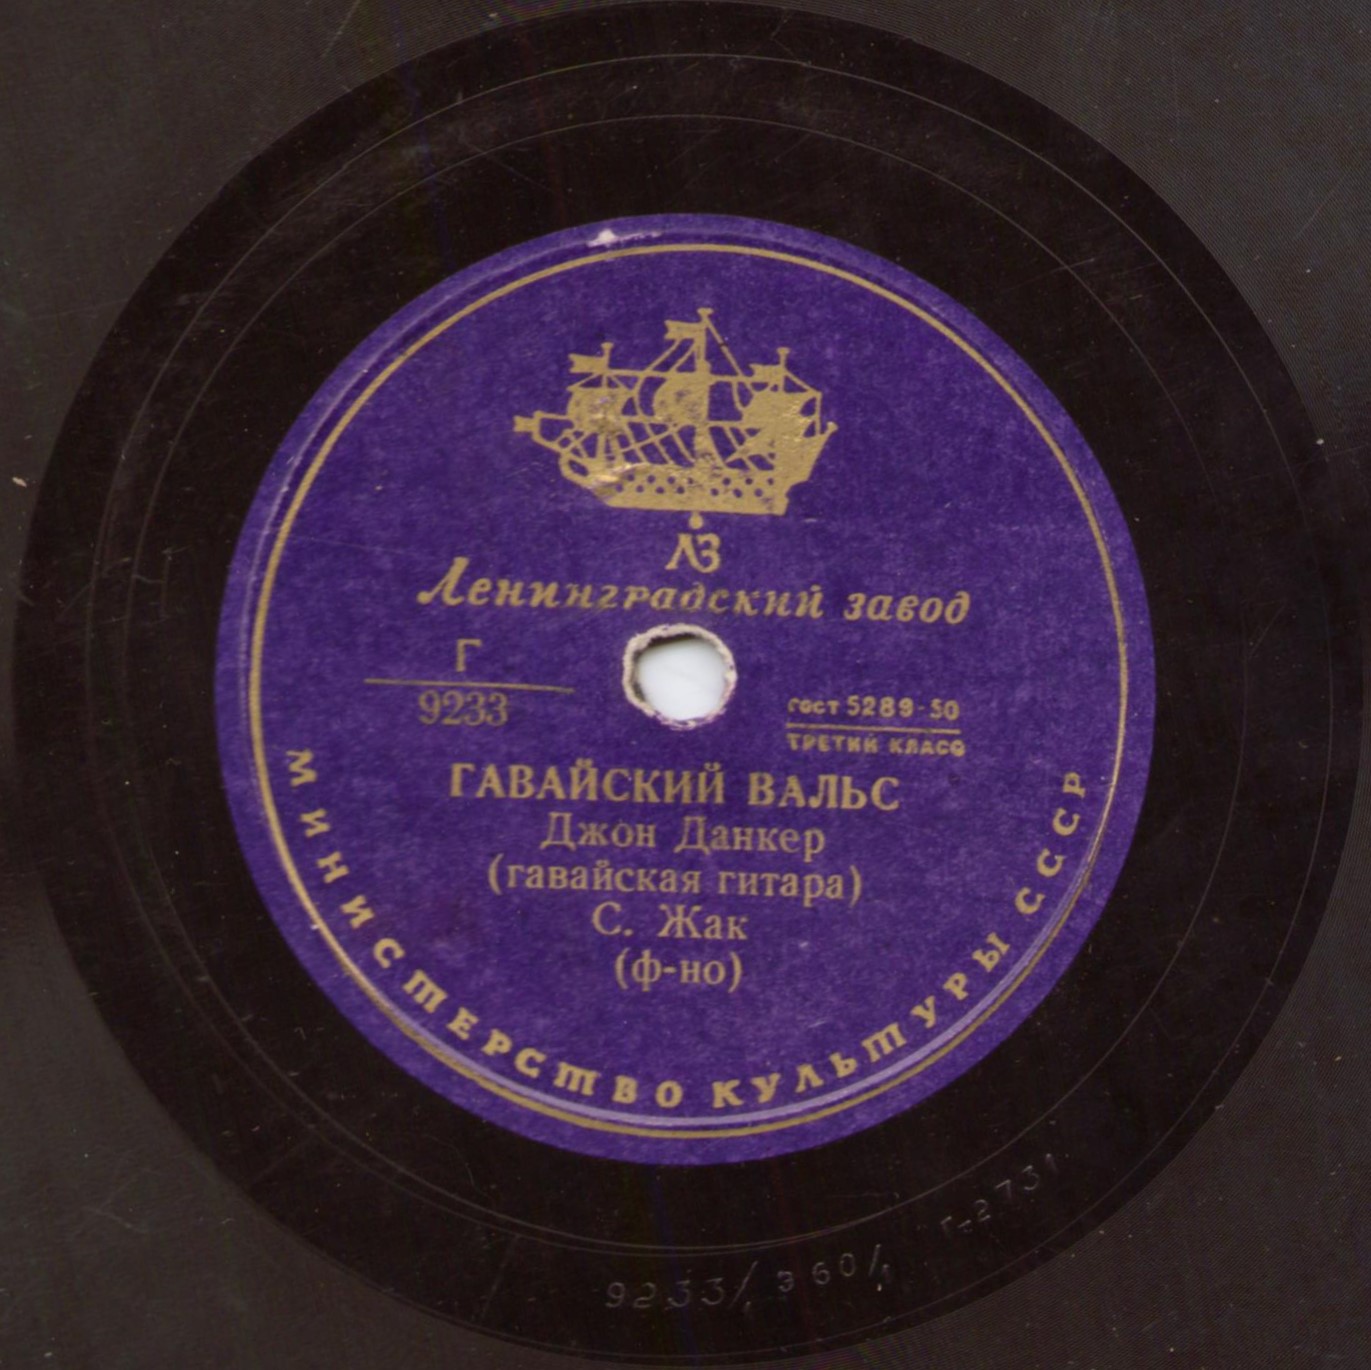 ЛЗ
Ленинградский завод
Г
9233
ГОСТ 5289-50
ТРЕТИЙ КЛАСС
ГАВАЙСКИЙ ВАЛЬС
Джон Данкер
(гавайская гитара)
С. Жак
(ф-но)
МИНИСТЕРСТВО КУЛЬТУРЫ СССР
9233/э60/1
Г-2731